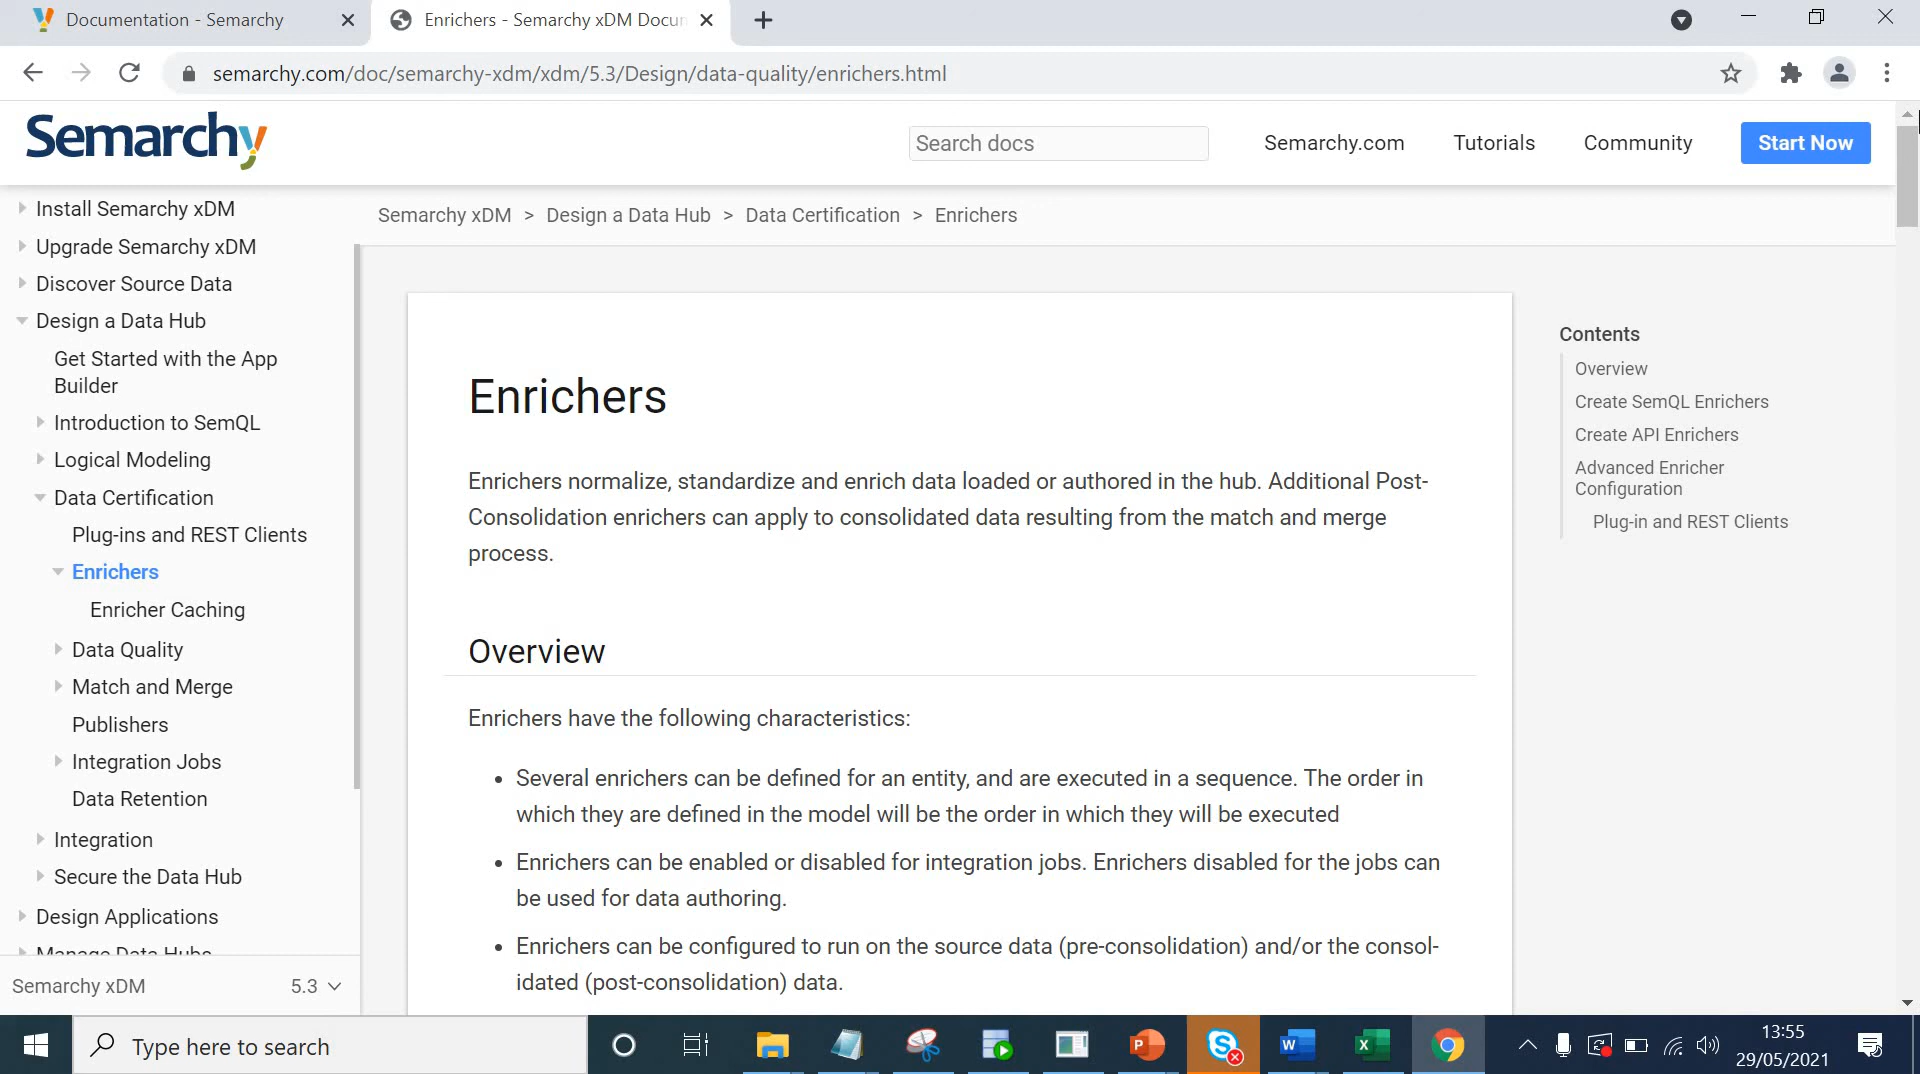 Documentation - Semarchy
Enrichers - Semarchy xDM Docun
semarchy.com/doc/semarchy-xdm/xdm/5.3/Design/data-quality/enrichers.html
Semarchy
Search docs
Semarchy.com
Tutorials
Community
Start Now
Install Semarchy xDM
Upgrade Semarchy xDM
Discover Source Data
Design a Data Hub
Get Started with the App
Builder
Introduction to SemQL
Logical Modeling
Data Certification
Plug-ins and REST Clients
Enrichers
Enricher Caching
Data Quality
Match and Merge
Publishers
Integration Jobs
Data Retention
Integration
Secure the Data Hub
Design Applications
Manage Data Hubs
Semarchy xDM 5.3
Semarchy xDM > Design a Data Hub > Data Certification > Enrichers
Enrichers
Enrichers normalize, standardize and enrich data loaded or authored in the hub. Additional Post-
Consolidation enrichers can apply to consolidated data resulting from the match and merge
process.
Overview
Enrichers have the following characteristics:
• Several enrichers can be defined for an entity, and are executed in a sequence. The order in
which they are defined in the model will be the order in which they will be executed
• Enrichers can be enabled or disabled for integration jobs. Enrichers disabled for the jobs can
be used for data authoring.
• Enrichers can be configured to run on the source data (pre-consolidation) and/or the consol-
idated (post-consolidation) data.
Contents
Overview
Create SemQL Enrichers
Create API Enrichers
Advanced Enricher
Configuration
Plug-in and REST Clients
Type here to search
13:55
29/05/2021